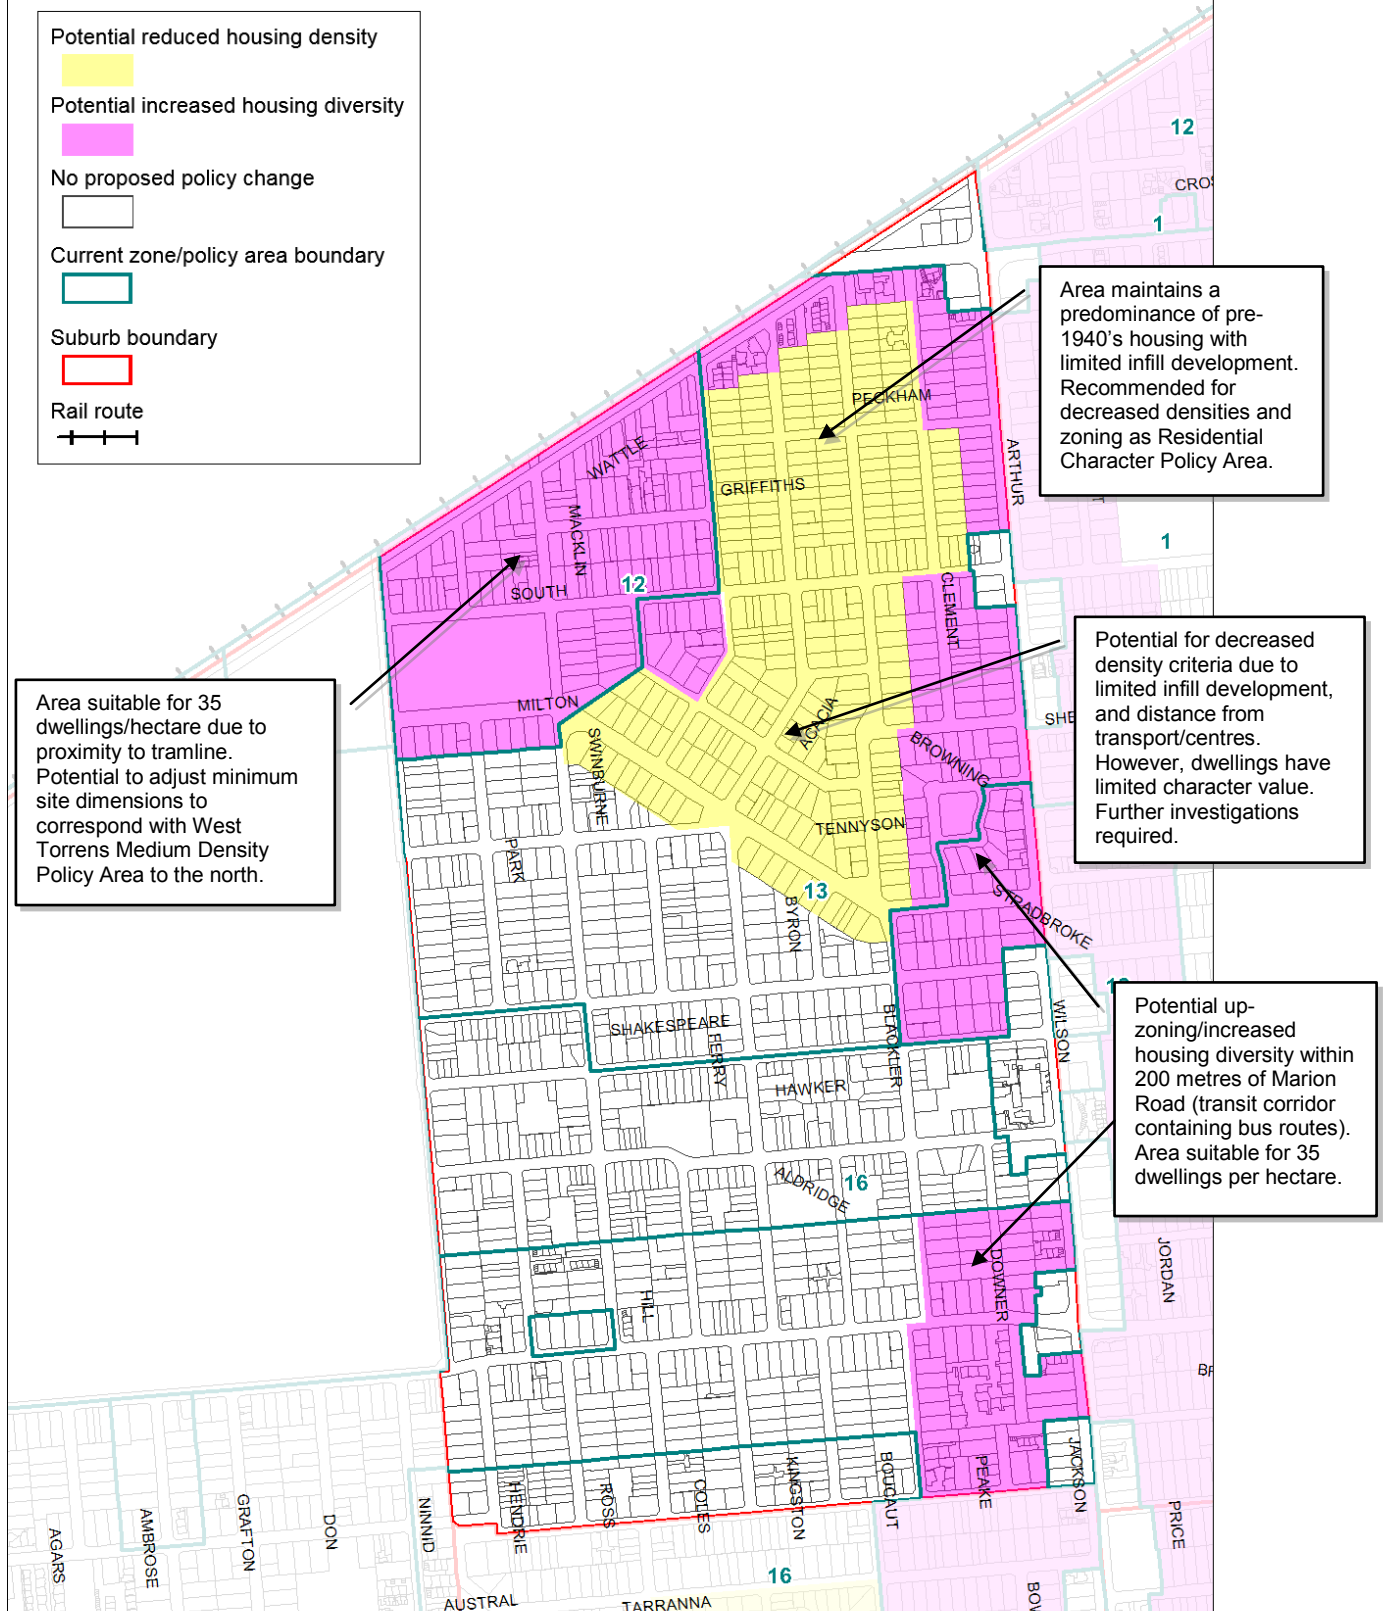 Potential reduced housing density
Potential increased housing diversity
No proposed policy change
Current zone/policy area boundary
Suburb boundary
Rail route
12
CROS
1
Area maintains a
predominance of pre-
1940's housing with
limited infill development.
Recommended for
decreased densities and
zoning as Residential
Character Policy Area.
PECKHAM
WATTLE
GRIFFITHS
ARTHUR
MACKLIN
1
SOUTH
12
CLEMENT
Potential for decreased
density criteria due to
limited infill development,
and distance from
transport/centres.
However, dwellings have
limited character value.
Further investigations
required.
Area suitable for 35
dwellings/hectare due to
proximity to tramline.
Potential to adjust minimum
site dimensions to
correspond with West
Torrens Medium Density
Policy Area to the north.
MILTON
ACACIA
SHE
SWINBURNE
BROWNING
TENNYSON
PARK
13
BYRON
STRADBROKE
Potential up-
zoning/increased
housing diversity within
200 metres of Marion
Road (transit corridor
containing bus routes).
Area suitable for 35
dwellings per hectare.
SHAKESPEARE
FERRY
BLACKLER
WILSON
HAWKER
ALDRIDGE
16
DOWNER
JORDAN
HILL
HENDRIE
ROSS
COLES
KINGSTON
BOUCAUT
PEAKE
JACKSON
PRICE
AGARS
AMBROSE
GRAFTON
DON
NINNID
16
AUSTRAL
TARRANNA
BOW